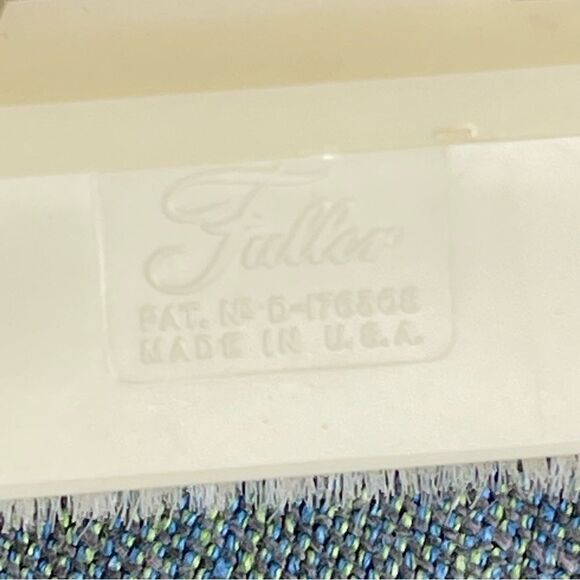 Fuller
PAT. Nº D-176508
MADE IN U.S.A.